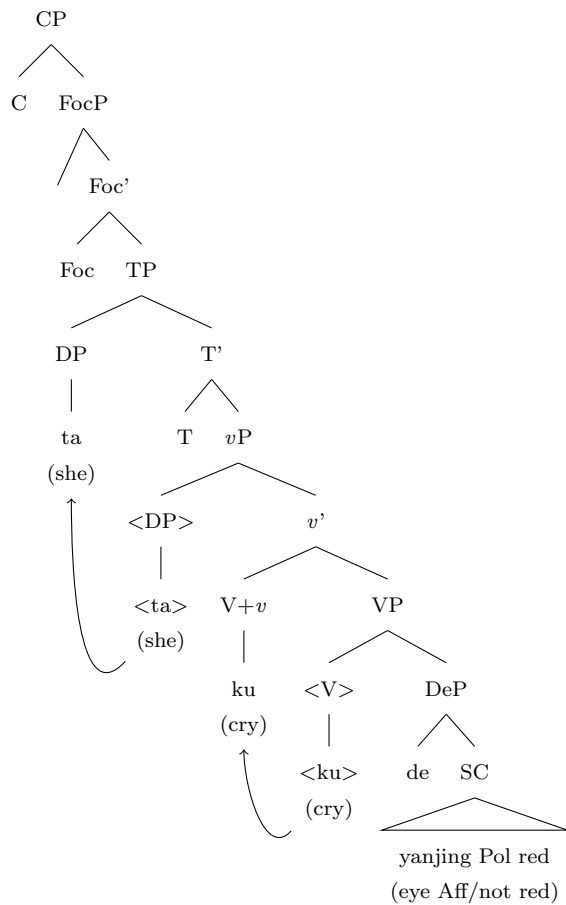 CP
C FocP
Foc'
Foc TP
DP T'
ta T vP
(she)
<DP> v'
<ta> V+v VP
(she)
ku <V> DeP
(cry)
<ku> de SC
(cry)
yanjing Pol red
(eye Aff/not red)